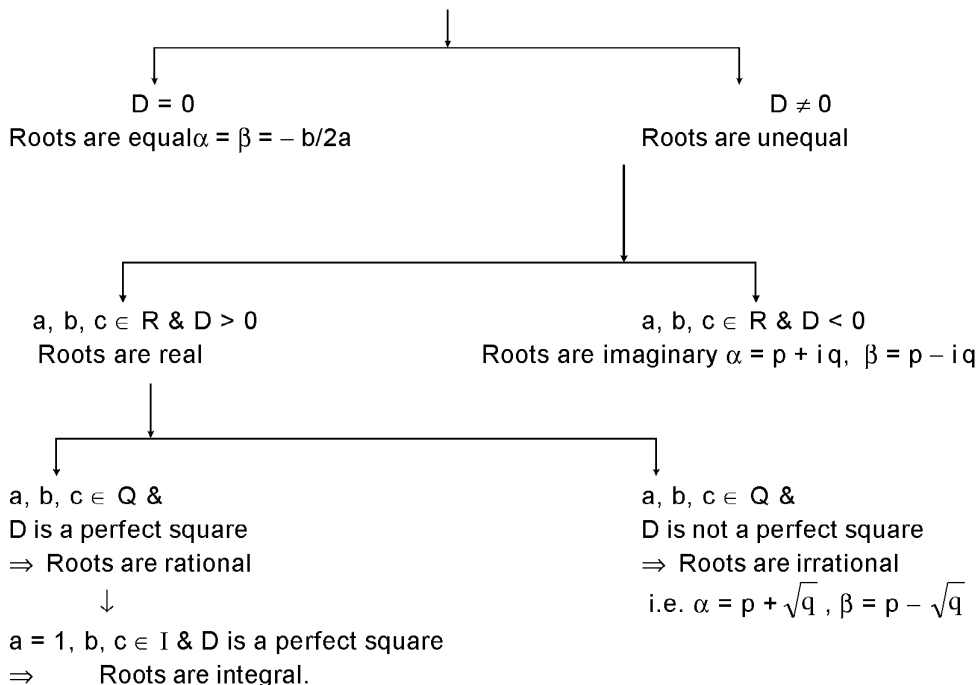 D = 0
Roots are equalα = β = – b/2a
D ≠ 0
Roots are unequal
a, b, c ∈ R & D > 0
Roots are real
a, b, c ∈ R & D < 0
Roots are imaginary α = p + i q, β = p – i q
a, b, c ∈ Q &
D is a perfect square
⇒ Roots are rational
↓
a = 1, b, c ∈ I & D is a perfect square
⇒ Roots are integral.
a, b, c ∈ Q &
D is not a perfect square
⇒ Roots are irrational
i.e. α = p + √q , β = p – √q